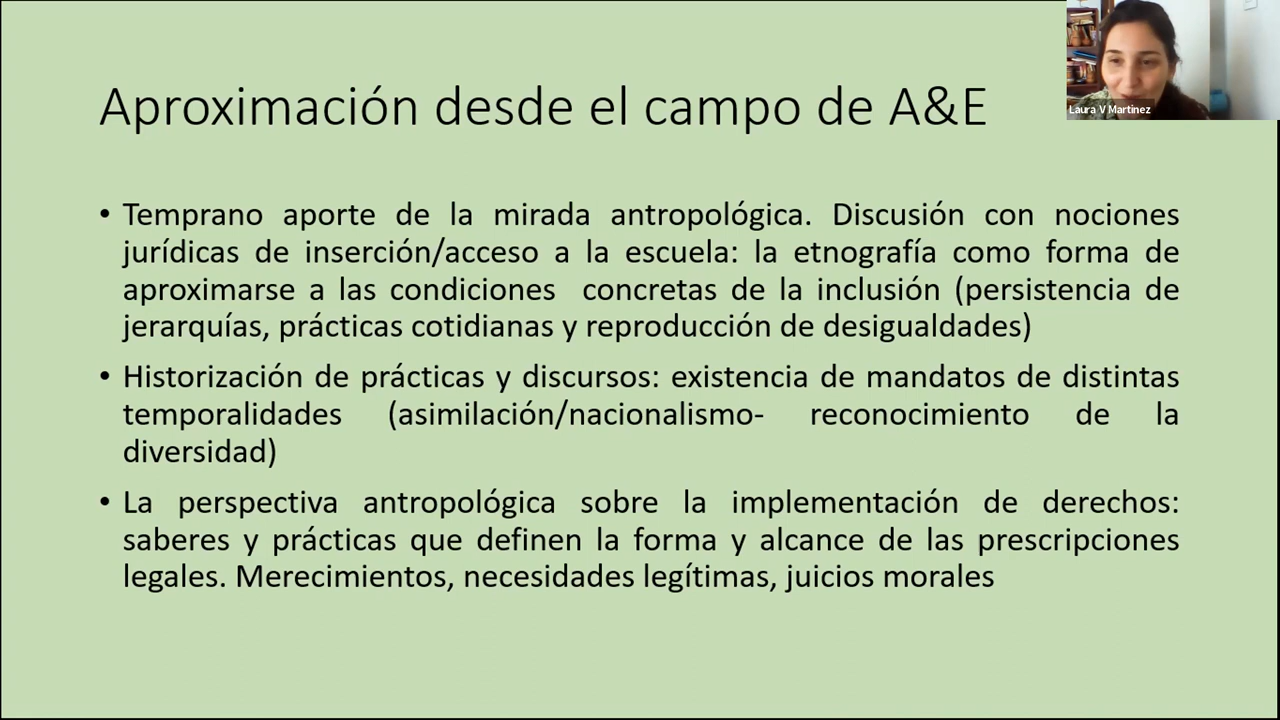 Aproximación desde el campo de A&E
Laura V Martinez
• Temprano aporte de la mirada antropológica. Discusión con nociones
jurídicas de inserción/acceso a la escuela: la etnografía como forma de
aproximarse a las condiciones concretas de la inclusión (persistencia de
jerarquías, prácticas cotidianas y reproducción de desigualdades)
• Historización de prácticas y discursos: existencia de mandatos de distintas
temporalidades (asimilación/nacionalismo- reconocimiento de la
diversidad)
• La perspectiva antropológica sobre la implementación de derechos:
saberes y prácticas que definen la forma y alcance de las prescripciones
legales. Merecimientos, necesidades legítimas, juicios morales